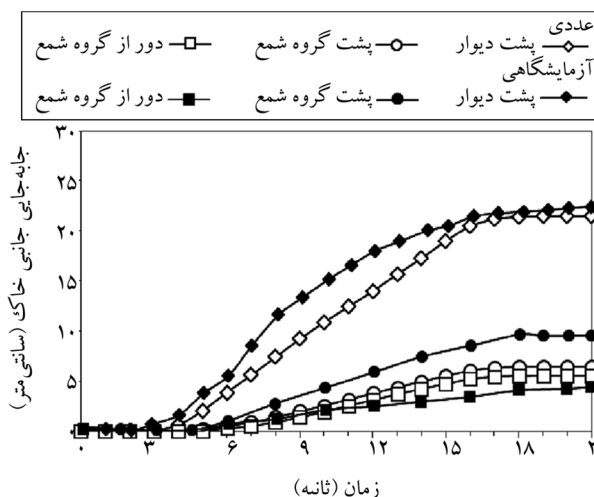 عددی
پشت دیوار پشت گروه شمع دور از گروه شمع
آزمایشگاهی
پشت دیوار پشت گروه شمع دور از گروه شمع
جابه‌جایی جانبی خاک (سانتی‌متر)
۳۰
۲۵
۲۰
۱۵
۱۰
۵
۰
۰ ۳ ۶ ۹ ۱۲ ۱۵ ۱۸ ۲
زمان (ثانیه)